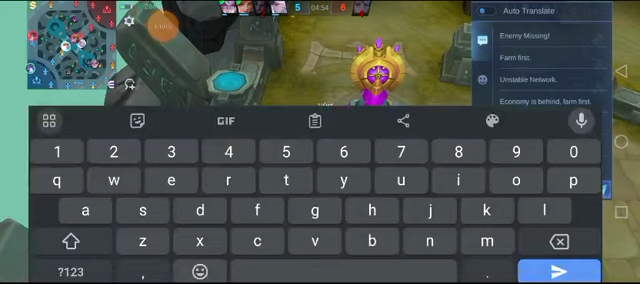 5 04:54 6
Auto Translate
Enemy Missing!
Farm first.
Unstable Network.
Economy is behind, farm first.
GIF
1 2 3 4 5 6 7 8 9 0
q w e r t y u i o p
a s d f g h j k l
z x c v b n m
?123 , .